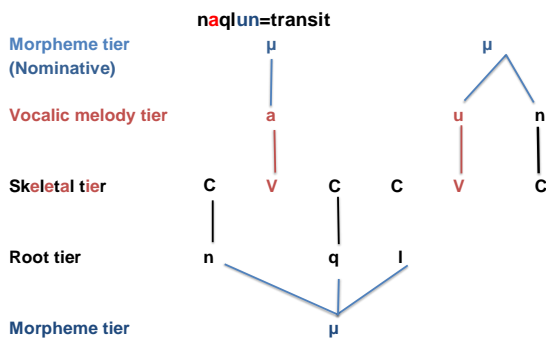 naqlun=transit
Morpheme tier µ µ
(Nominative)
Vocalic melody tier a u n
Skeletal tier C V C C V C
Root tier n q l
Morpheme tier µ